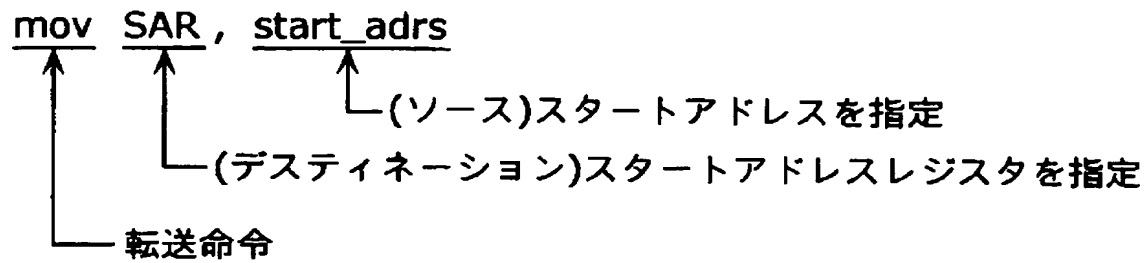 mov SAR, start_adrs
(ソース)スタートアドレスを指定
(デスティネーション)スタートアドレスレジスタを指定
転送命令